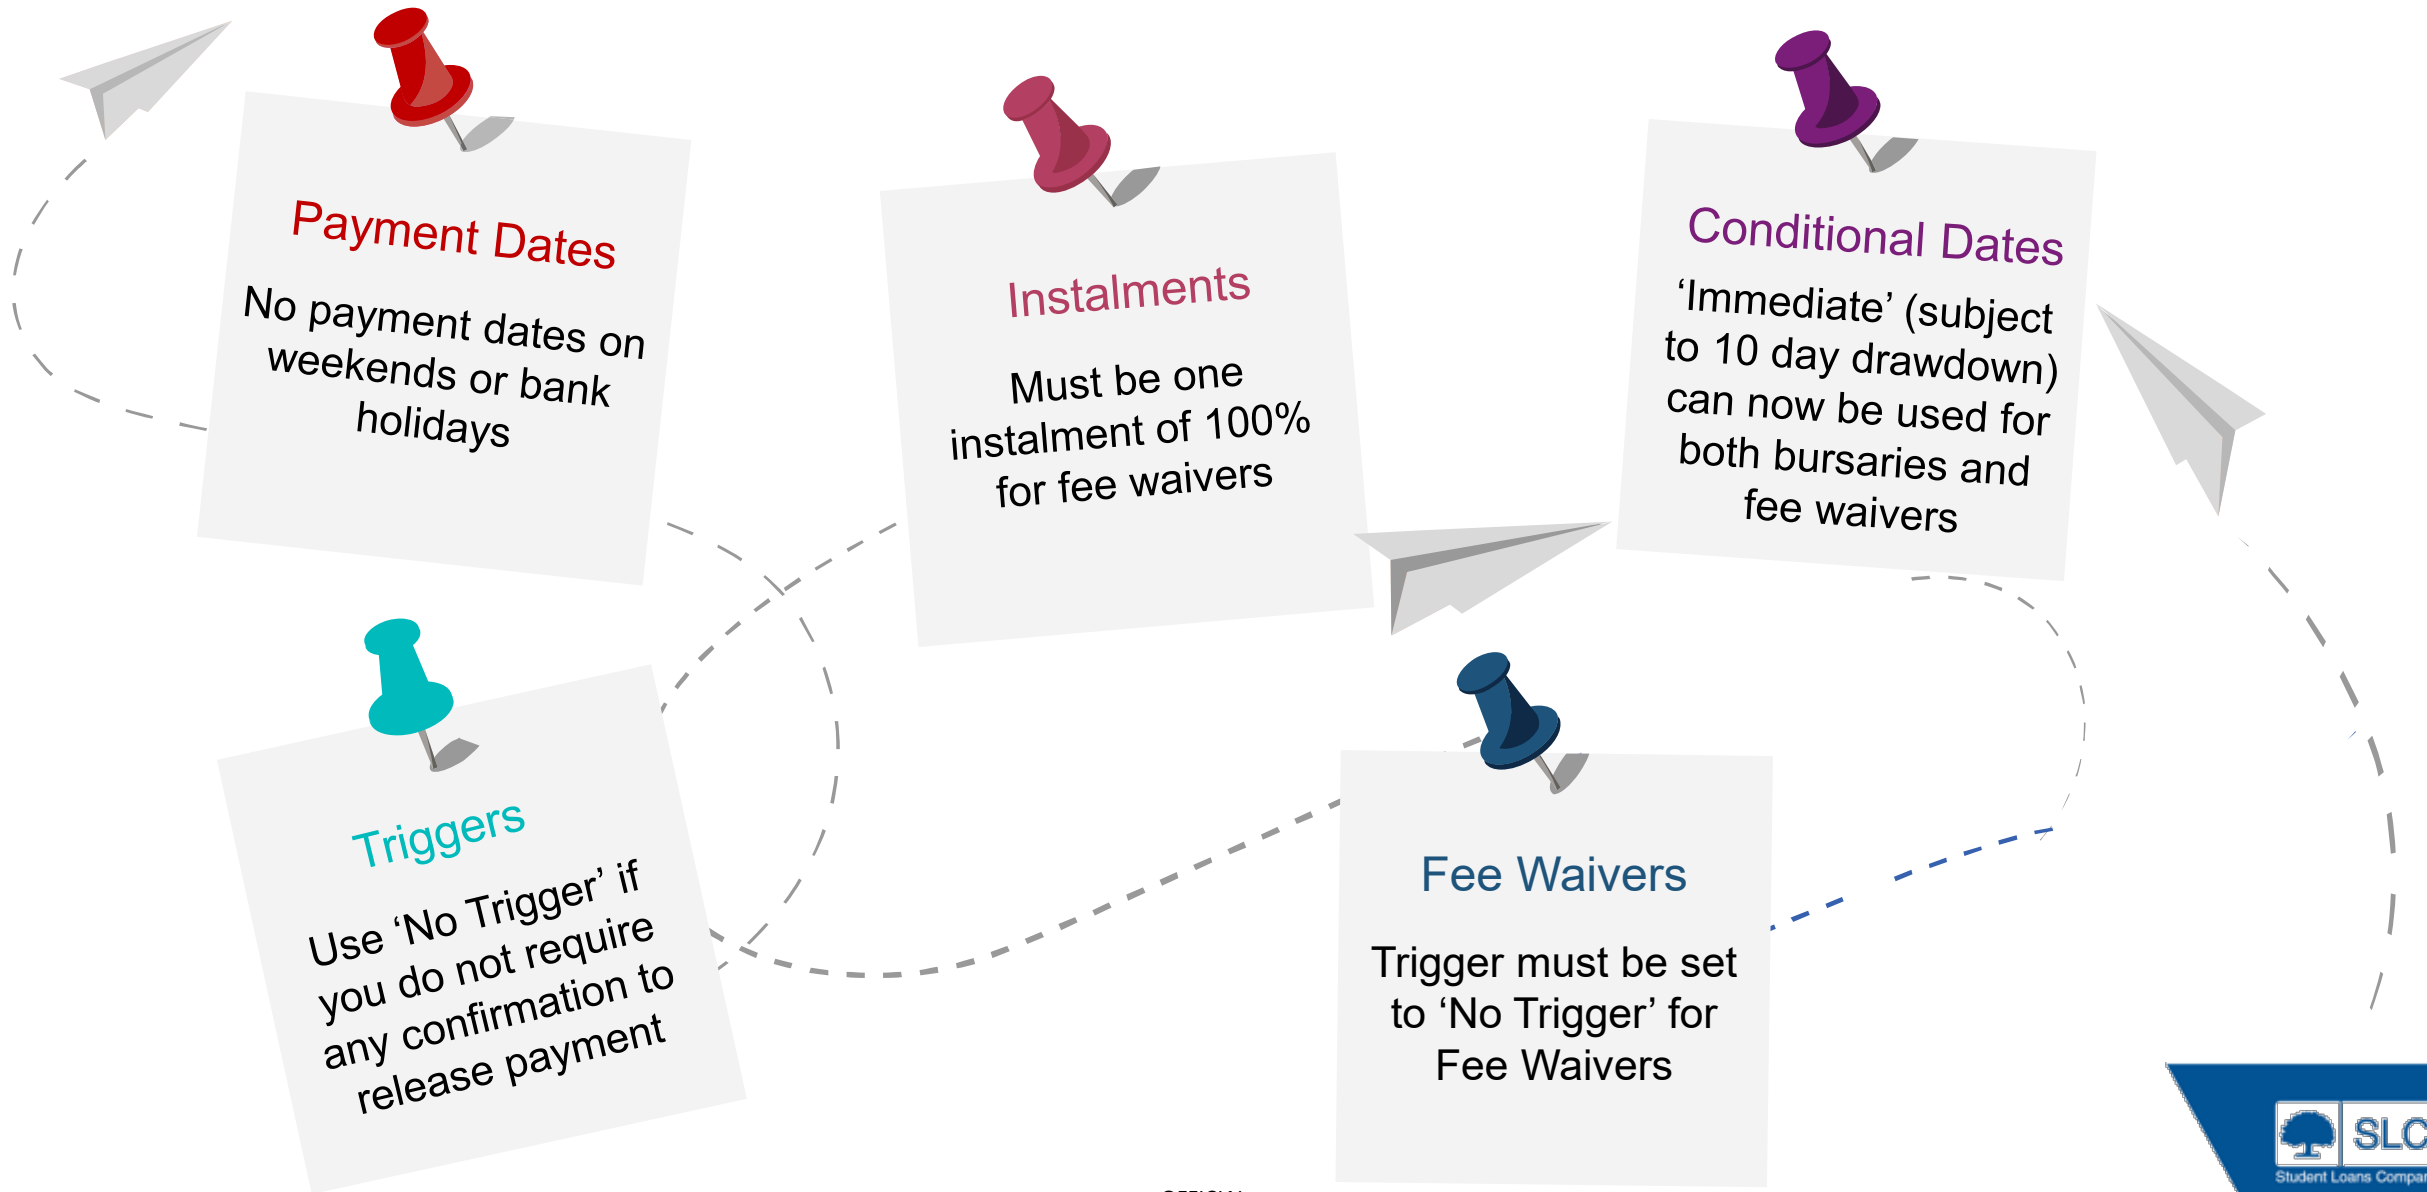 Payment Dates
No payment dates on
weekends or bank
holidays
Instalments
Must be one
instalment of 100%
for fee waivers
Conditional Dates
‘Immediate’ (subject
to 10 day drawdown)
can now be used for
both bursaries and
fee waivers
Triggers
Use ‘No Trigger’ if
you do not require
any confirmation to
release payment
Fee Waivers
Trigger must be set
to ‘No Trigger’ for
Fee Waivers
SLC
Student Loans